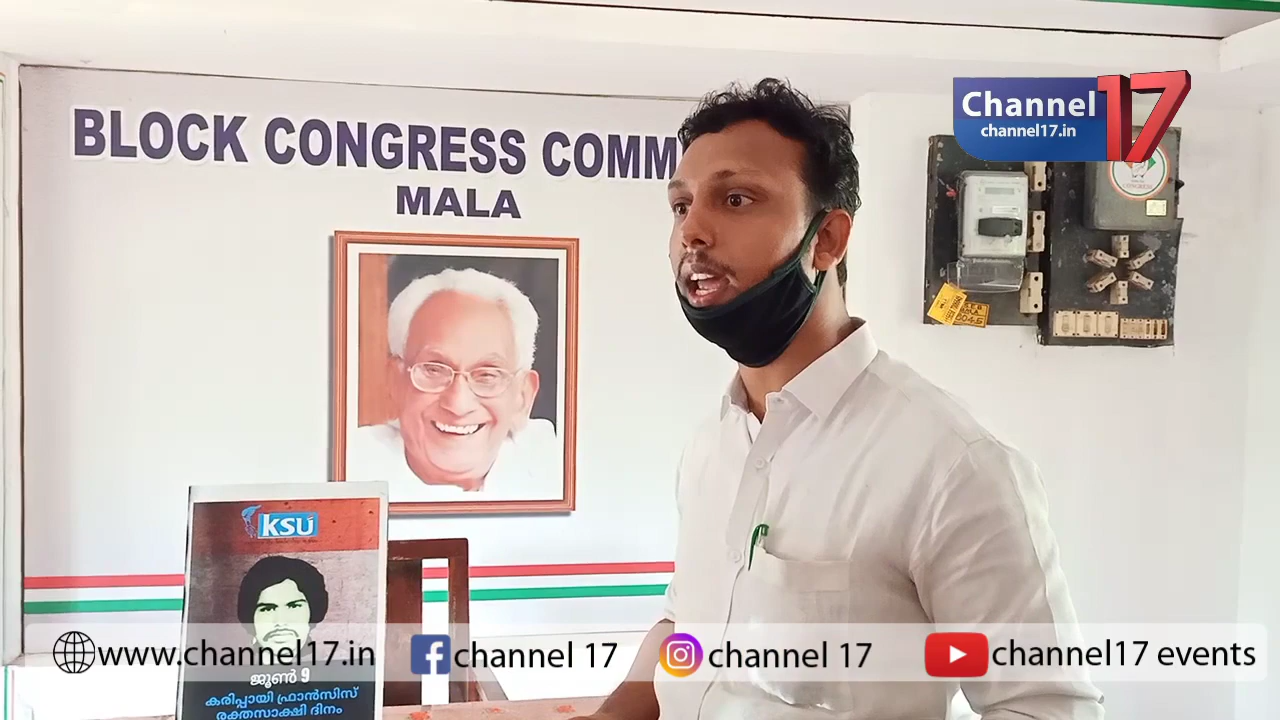 BLOCK CONGRESS COMM
MALA
Channel 17
channel17.in
CONGRESS
KSU
ജൂൺ 9
കരിപ്പായി ഫ്രാൻസിസ്
രക്തസാക്ഷി ദിനം
www.channel17.in
channel 17
channel 17
channel17 events